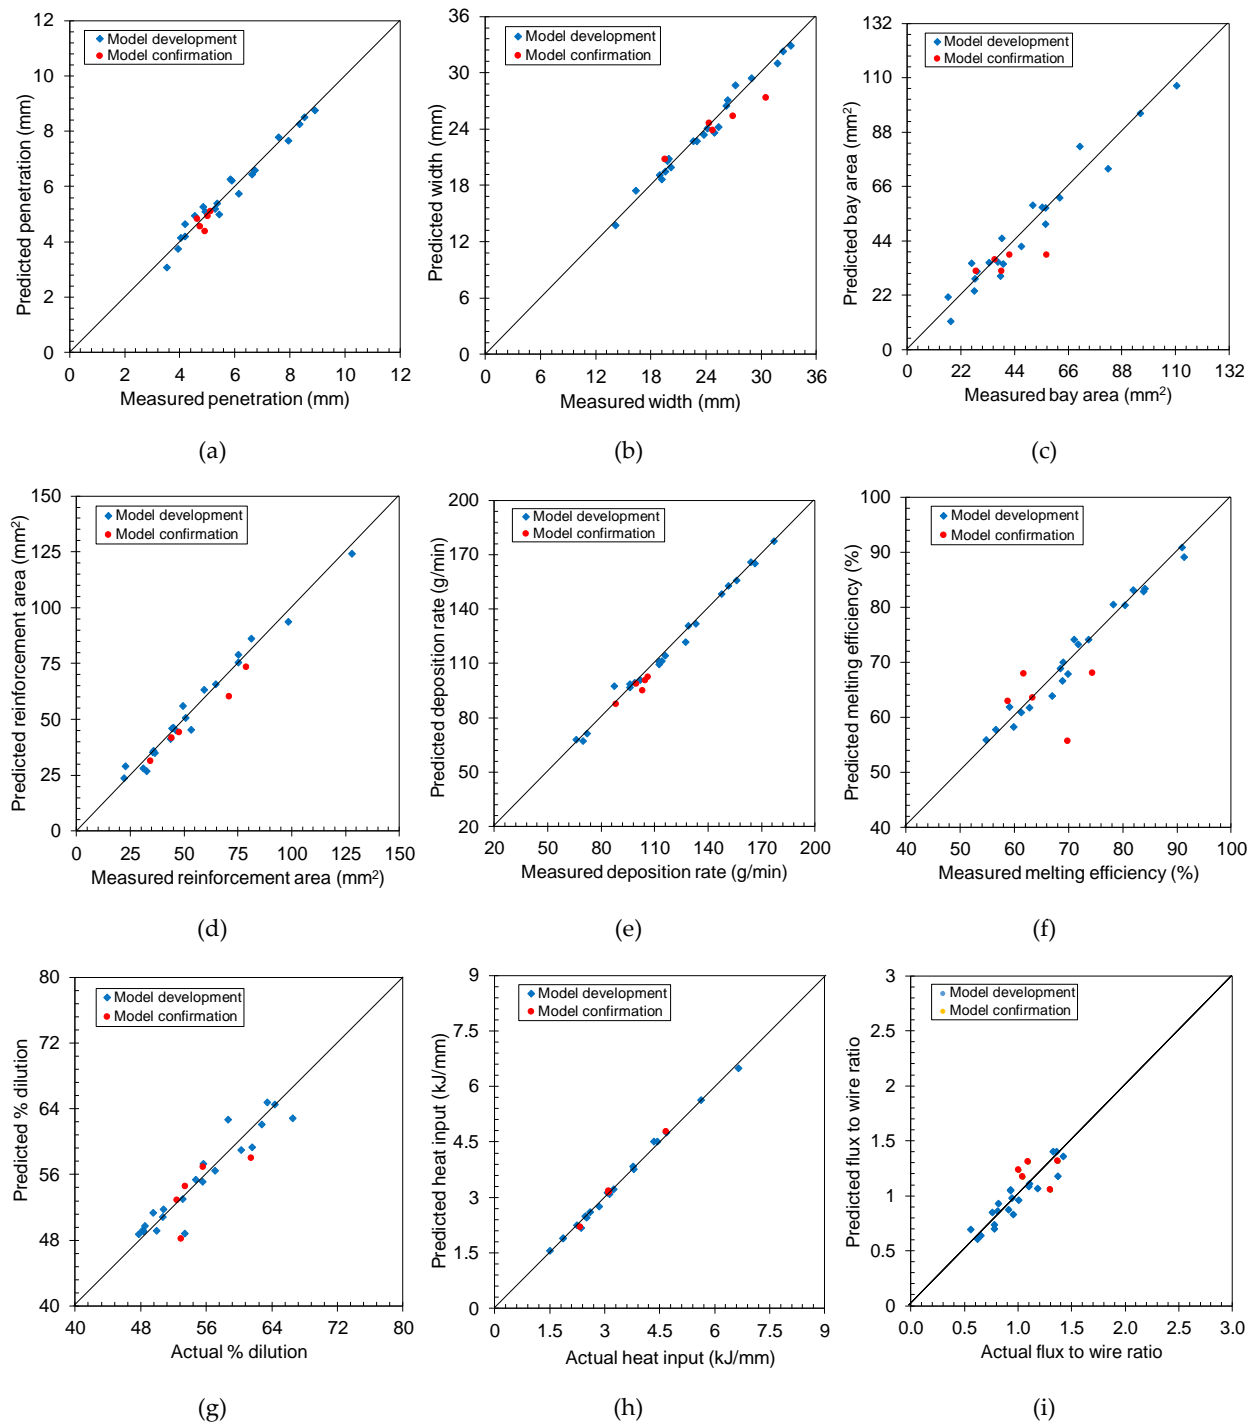 12
10
8
6
4
2
0
Model development
Model confirmation
Predicted penetration (mm)
0 2 4 6 8 10 12
Measured penetration (mm)
(a)
36
30
24
18
12
6
0
Model development
Model confirmation
Predicted width (mm)
0 6 12 18 24 30 36
Measured width (mm)
(b)
132
110
88
66
44
22
0
Model development
Model confirmation
Predicted bay area (mm²)
0 22 44 66 88 110 132
Measured bay area (mm²)
(c)
150
125
100
75
50
25
0
Model development
Model confirmation
Predicted reinforcement area (mm²)
0 25 50 75 100 125 150
Measured reinforcement area (mm²)
(d)
200
170
140
110
80
50
20
Model development
Model confirmation
Predicted deposition rate (g/min)
20 50 80 110 140 170 200
Measured deposition rate (g/min)
(e)
100
90
80
70
60
50
40
Model development
Model confirmation
Predicted melting efficiency (%)
40 50 60 70 80 90 100
Measured melting efficiency (%)
(f)
80
72
64
56
48
40
Model development
Model confirmation
Predicted % dilution
40 48 56 64 72 80
Actual % dilution
(g)
9
7.5
6
4.5
3
1.5
0
Model development
Model confirmation
Predicted heat input (kJ/mm)
0 1.5 3 4.5 6 7.5 9
Actual heat input (kJ/mm)
(h)
3
2.5
2
1.5
1
0.5
0
Model development
Model confirmation
Predicted flux to wire ratio
0.0 0.5 1.0 1.5 2.0 2.5 3.0
Actual flux to wire ratio
(i)